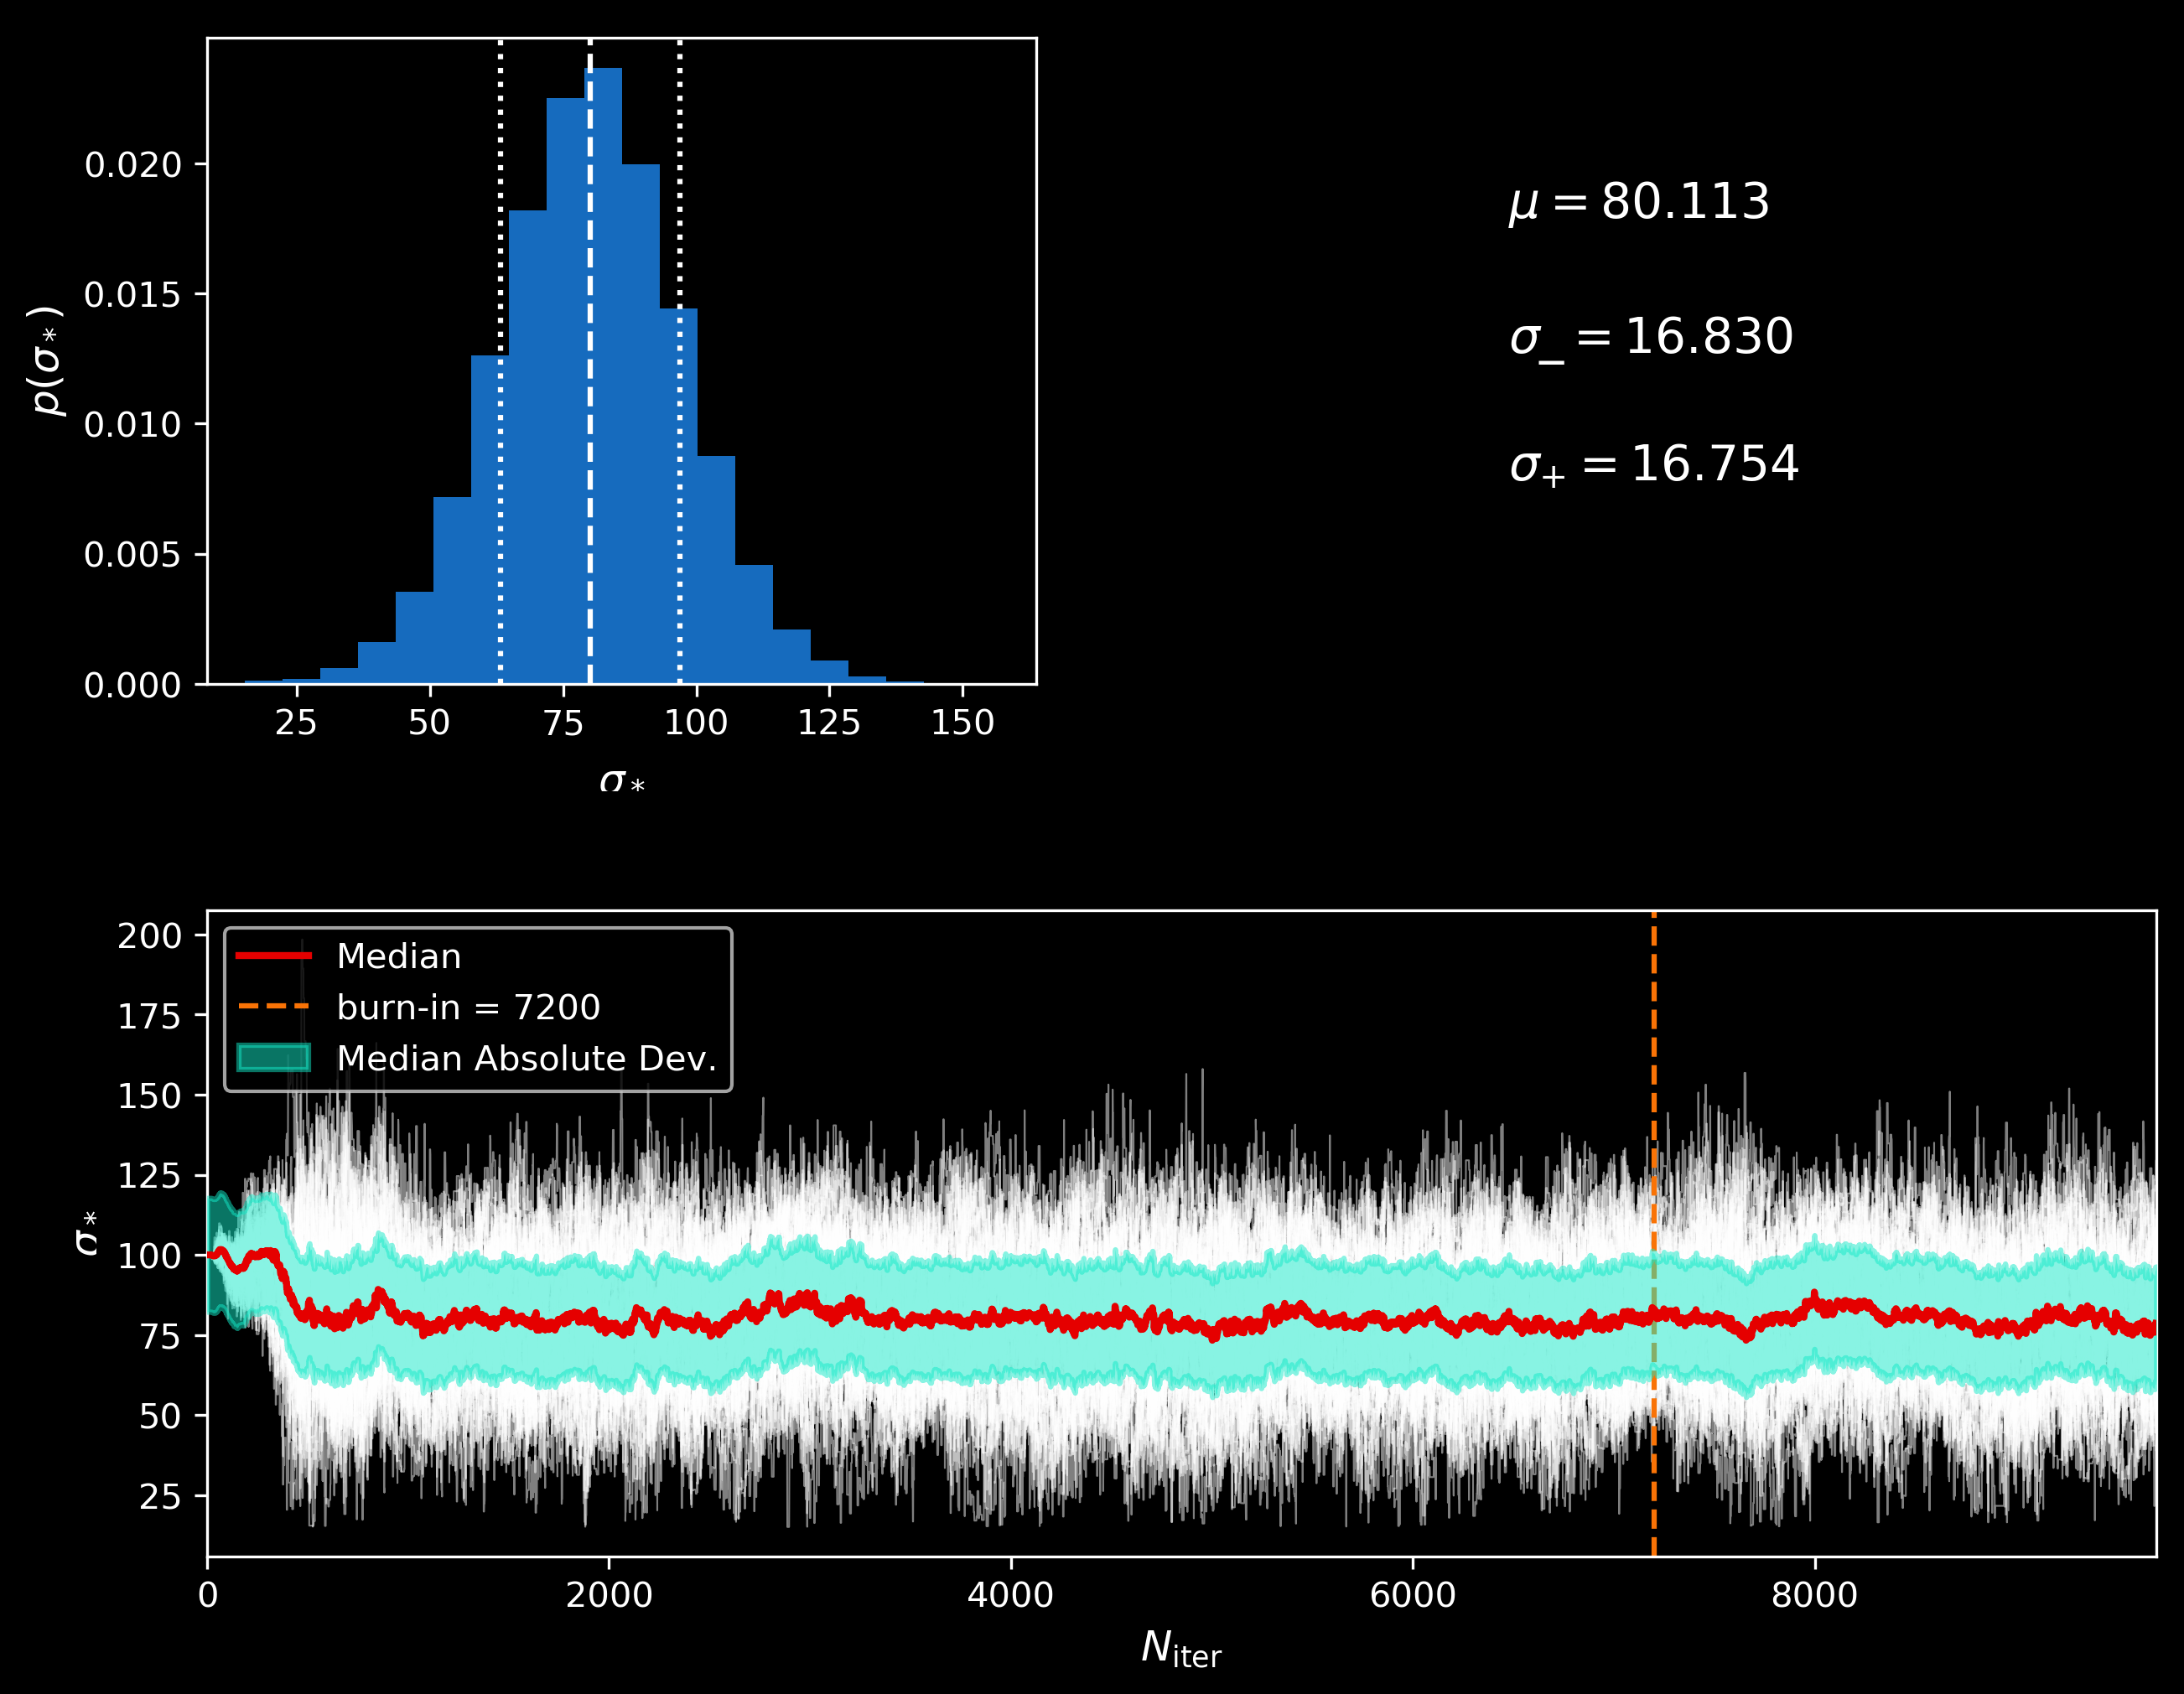 0.020
0.015
0.010
0.005
0.000
p(σ*)
25 50 75 100 125 150
σ*
μ = 80.113
σ_ = 16.830
σ+ = 16.754
200
175
150
125
100
75
50
25
σ*
Median
burn-in = 7200
Median Absolute Dev.
0 2000 4000 6000 8000
Niter